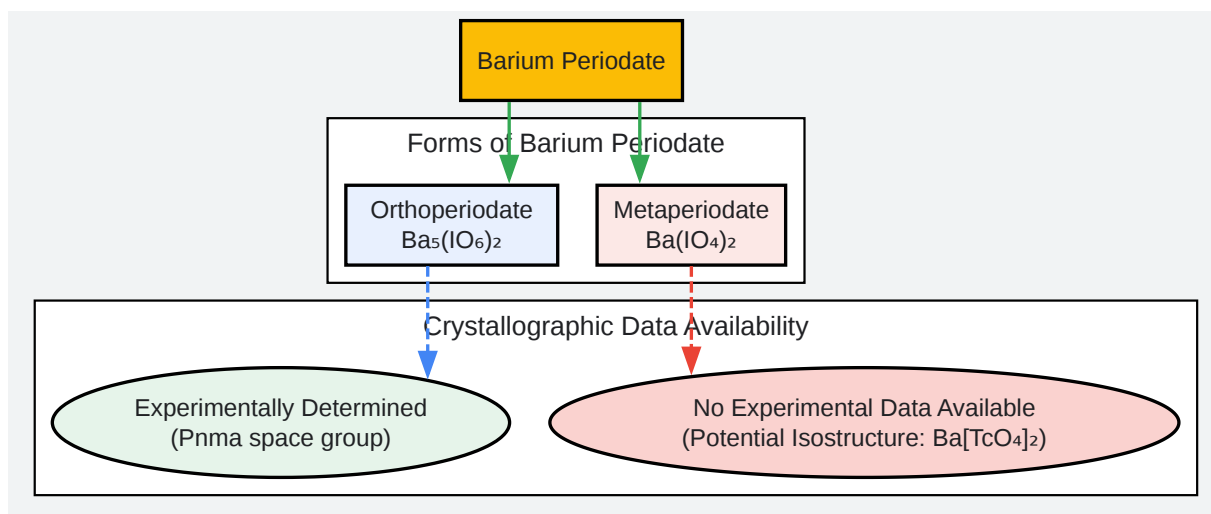 Barium Periodate
Forms of Barium Periodate
Orthoperiodate
Ba₅(IO₆)₂
Metaperiodate
Ba(IO₄)₂
Crystallographic Data Availability
Experimentally Determined
(Pnma space group)
No Experimental Data Available
(Potential Isostructure: Ba[TcO₄]₂)